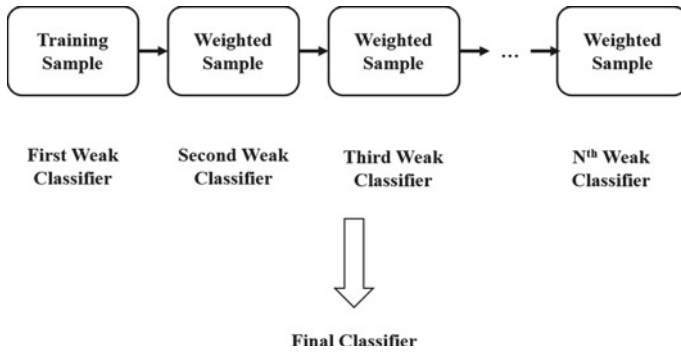 Training
Sample
Weighted
Sample
Weighted
Sample
...
Weighted
Sample
First Weak
Classifier
Second Weak
Classifier
Third Weak
Classifier
Nth Weak
Classifier
Final Classifier